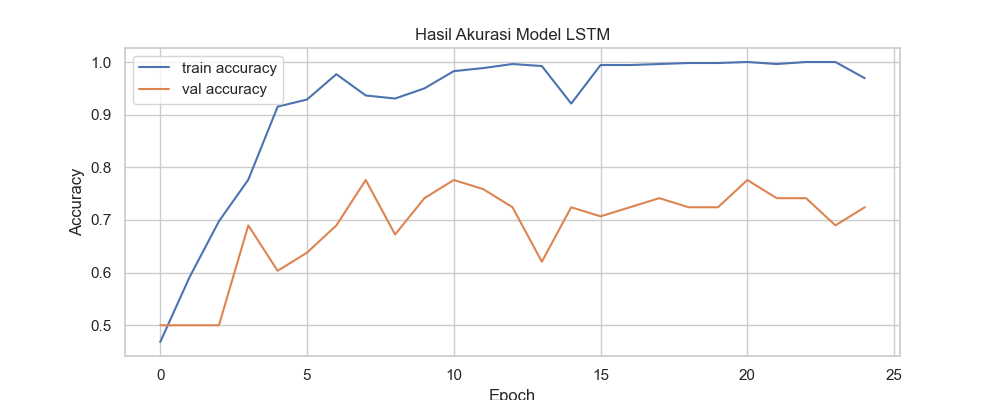 Hasil Akurasi Model LSTM
train accuracy
val accuracy
Accuracy
1.0
0.9
0.8
0.7
0.6
0.5
0 5 10 15 20 25
Epoch